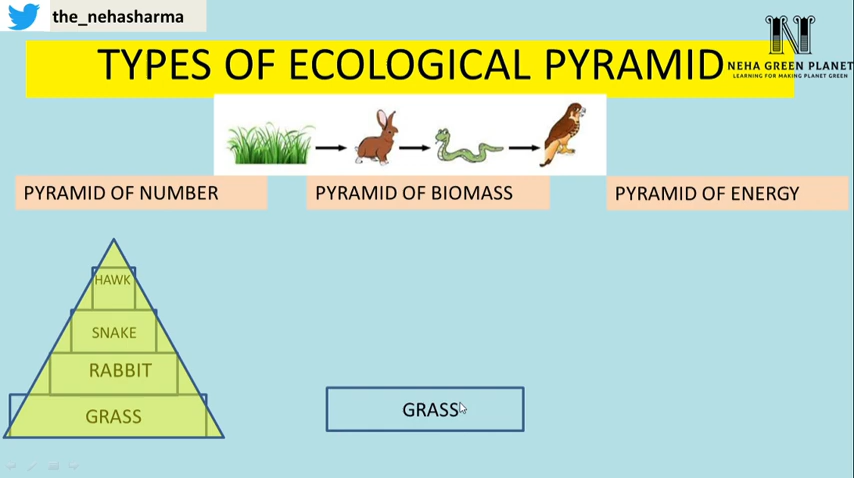 the_nehasharma
TYPES OF ECOLOGICAL PYRAMID
NEHA GREEN PLANET
LEARNING FOR MAKING PLANET GREEN
PYRAMID OF NUMBER
PYRAMID OF BIOMASS
PYRAMID OF ENERGY
HAWK
SNAKE
RABBIT
GRASS
GRASS